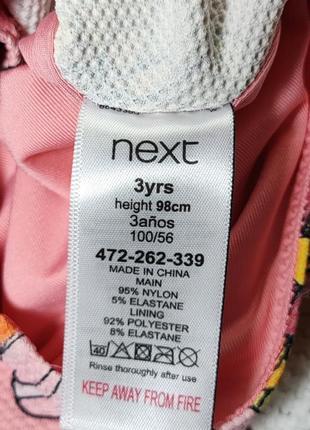 next
3yrs
height 98cm
3años
100/56
472-262-339
MADE IN CHINA
MAIN
95% NYLON
5% ELASTANE
LINING
92% POLYESTER
8% ELASTANE
40
Rinse thoroughly after use
KEEP AWAY FROM FIRE